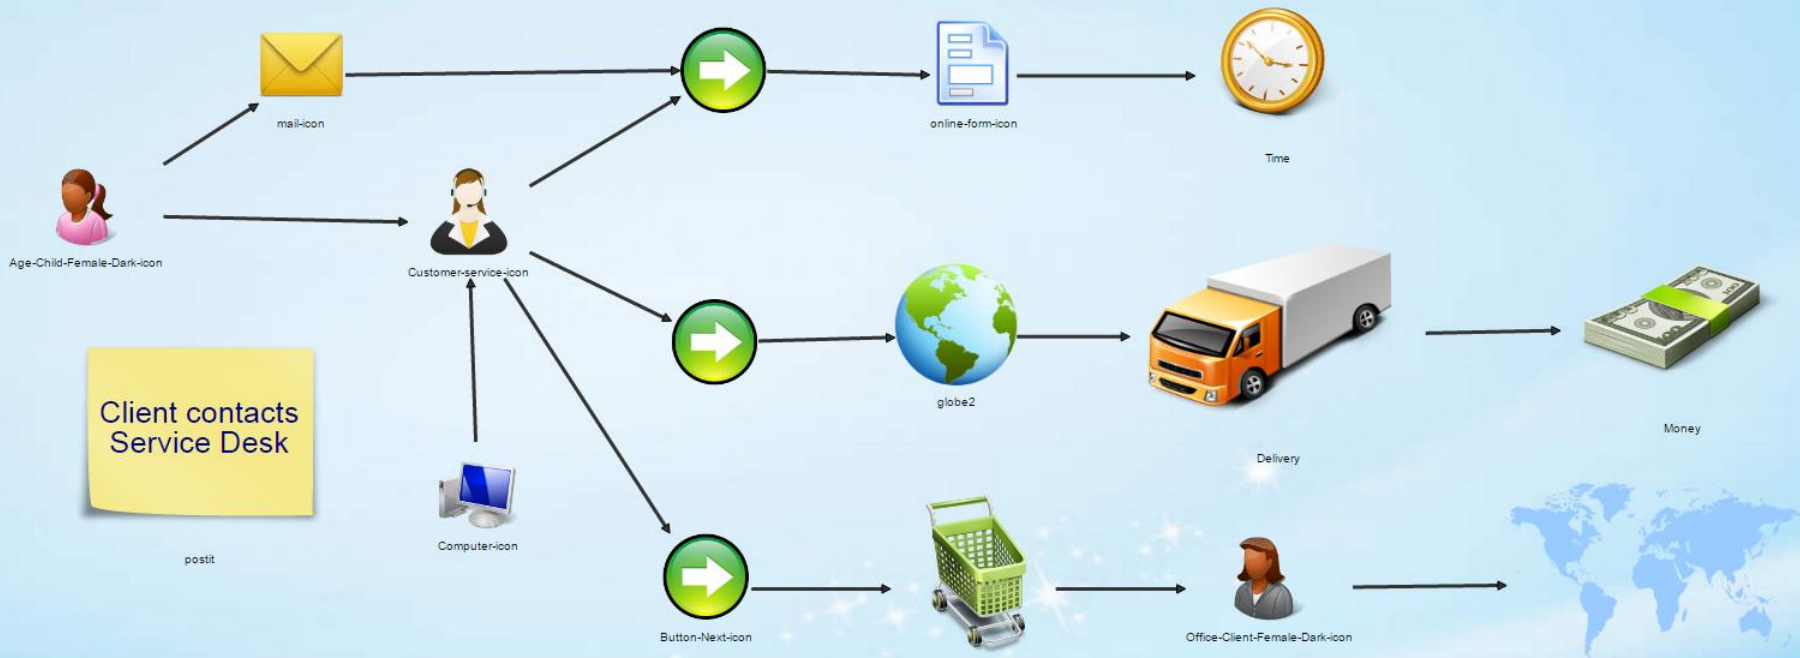 mail-icon
online-form-icon
Time
Age-Child-Female-Dark-icon
Customer-service-icon
globe2
Client contacts
Service Desk
Money
Delivery
Computer-icon
postit
Button-Next-icon
Office-Client-Female-Dark-icon